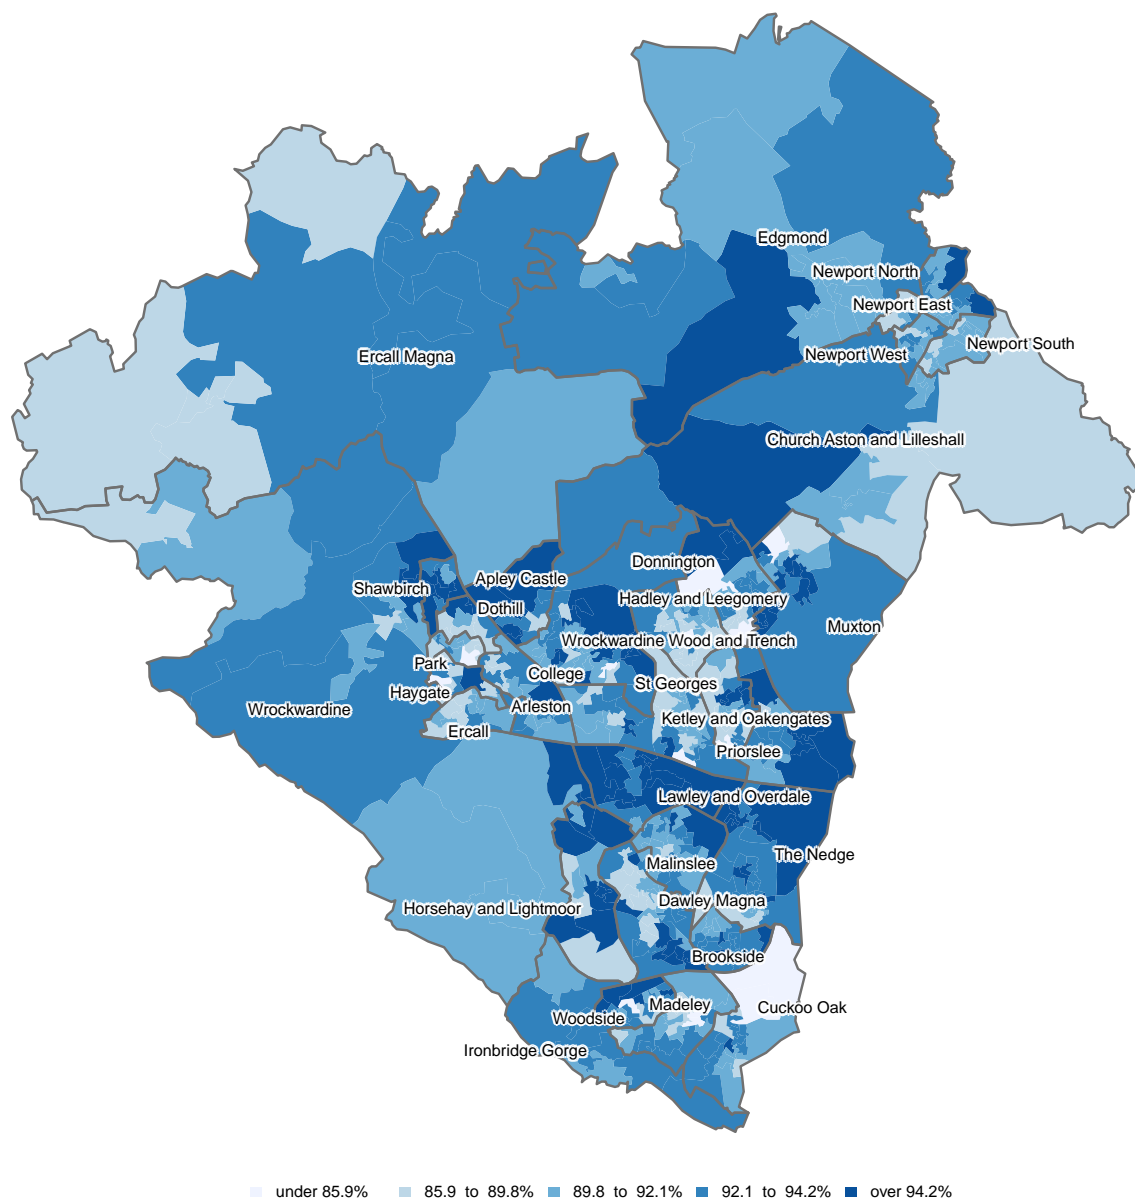 Edgmond
Newport North
Newport East
Newport South
Newport West
Ercall Magna
Church Aston and Lilleshall
Donnington
Apley Castle
Shawbirch
Hadley and Leegomery
Dothill
Muxton
Wrockwardine Wood and Trench
Park
College
St Georges
Haygate
Wrockwardine
Arleston
Ketley and Oakengates
Ercall
Priorslee
Lawley and Overdale
The Nedge
Malinslee
Dawley Magna
Horsehay and Lightmoor
Brookside
Madeley
Cuckoo Oak
Woodside
Ironbridge Gorge
under 85.9% 85.9 to 89.8% 89.8 to 92.1% 92.1 to 94.2% over 94.2%